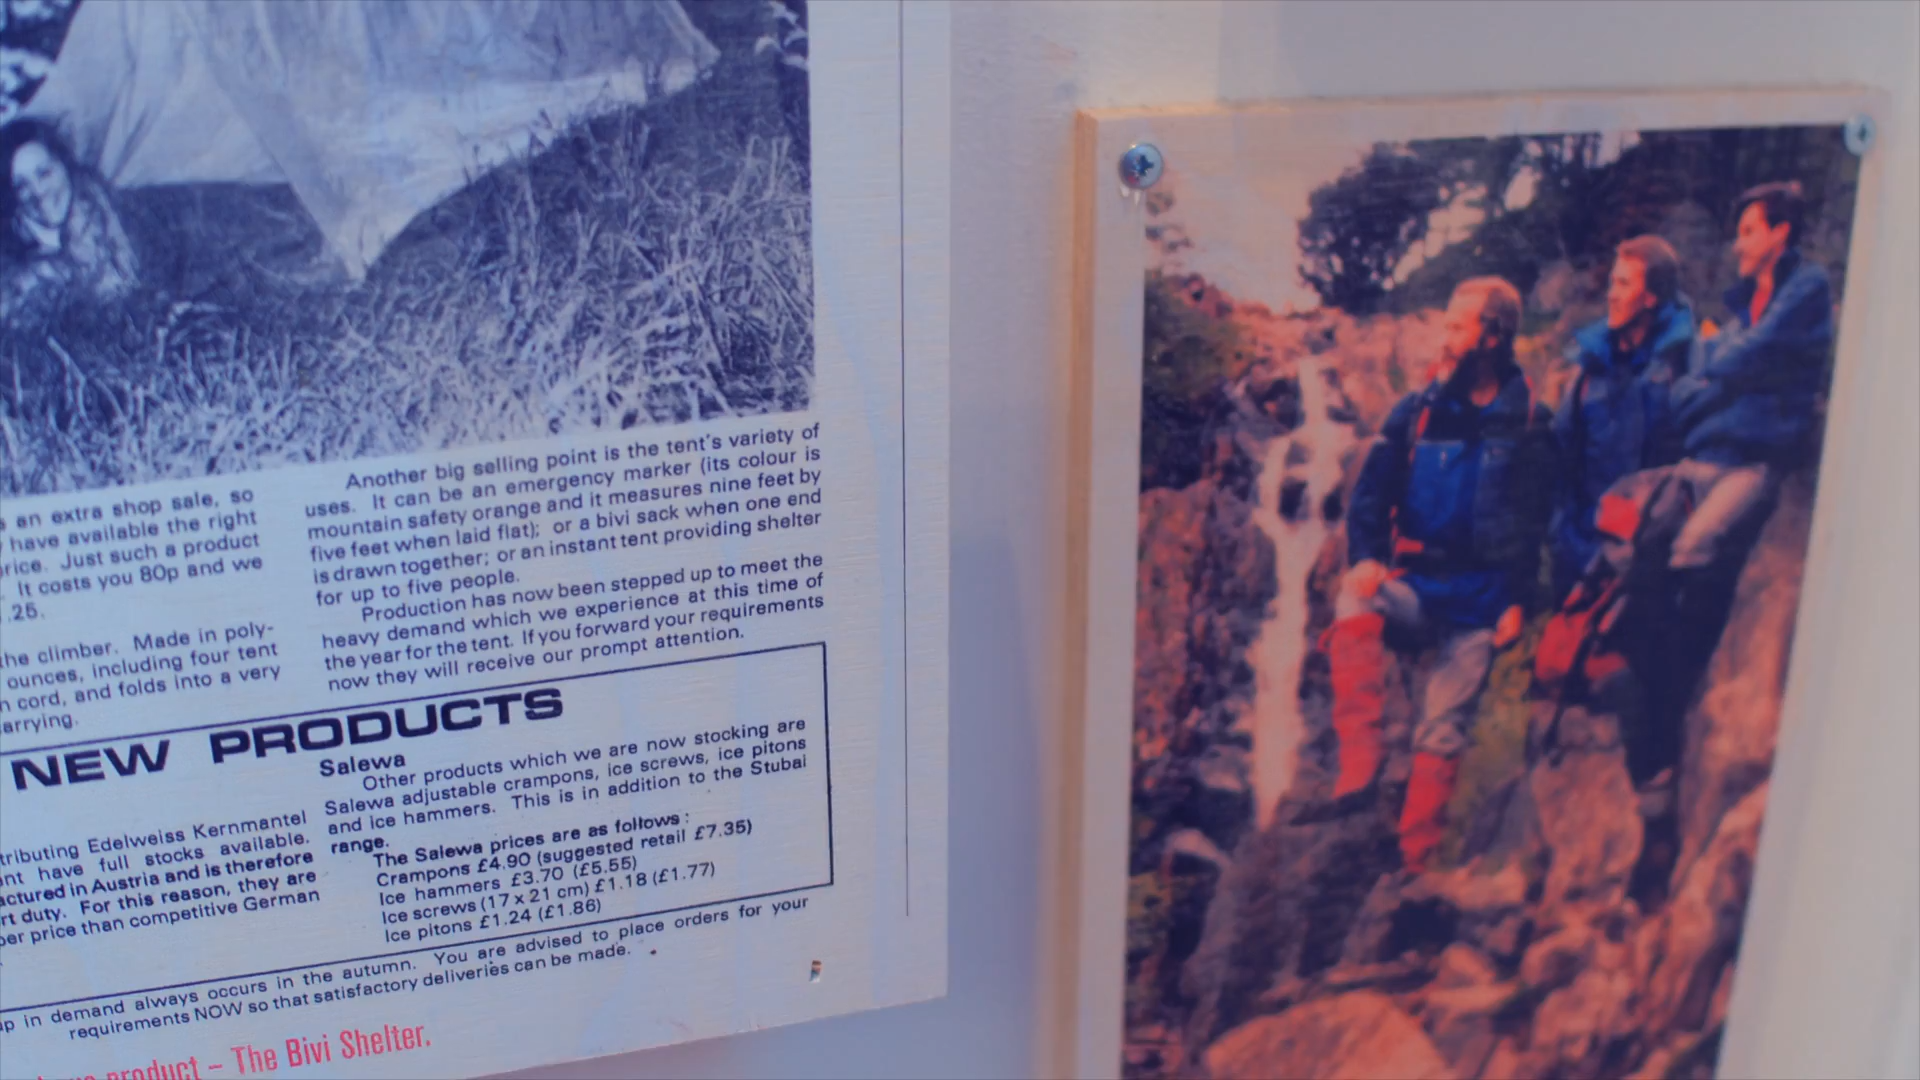 s an extra shop sale, so
have available the right
rice. Just such a product
It costs you 80p and we
.25.
the climber. Made in poly-
ounces, including four tent
n cord, and folds into a very
arrying.
Another big selling point is the tent's variety of
uses. It can be an emergency marker (its colour is
mountain safety orange and it measures nine feet by
five feet when laid flat); or a bivi sack when one end
is drawn together; or an instant tent providing shelter
for up to five people.
Production has now been stepped up to meet the
heavy demand which we experience at this time of
the year for the tent. If you forward your requirements
now they will receive our prompt attention.
NEW PRODUCTS
tributing Edelweiss Kernmantel
nt have full stocks available.
actured in Austria and is therefore
rt duty. For this reason, they are
per price than competitive German
Salewa
Other products which we are now stocking are
Salewa adjustable crampons, ice screws, ice pitons
and ice hammers. This is in addition to the Stubai
range.
The Salewa prices are as follows :
Crampons £4.90 (suggested retail £7.35)
Ice hammers £3.70 (£5.55)
Ice screws (17 x 21 cm) £1.18 (£1.77)
Ice pitons £1.24 (£1.86)
p in demand always occurs in the autumn. You are advised to place orders for your
requirements NOW so that satisfactory deliveries can be made.
product – The Bivi Shelter.